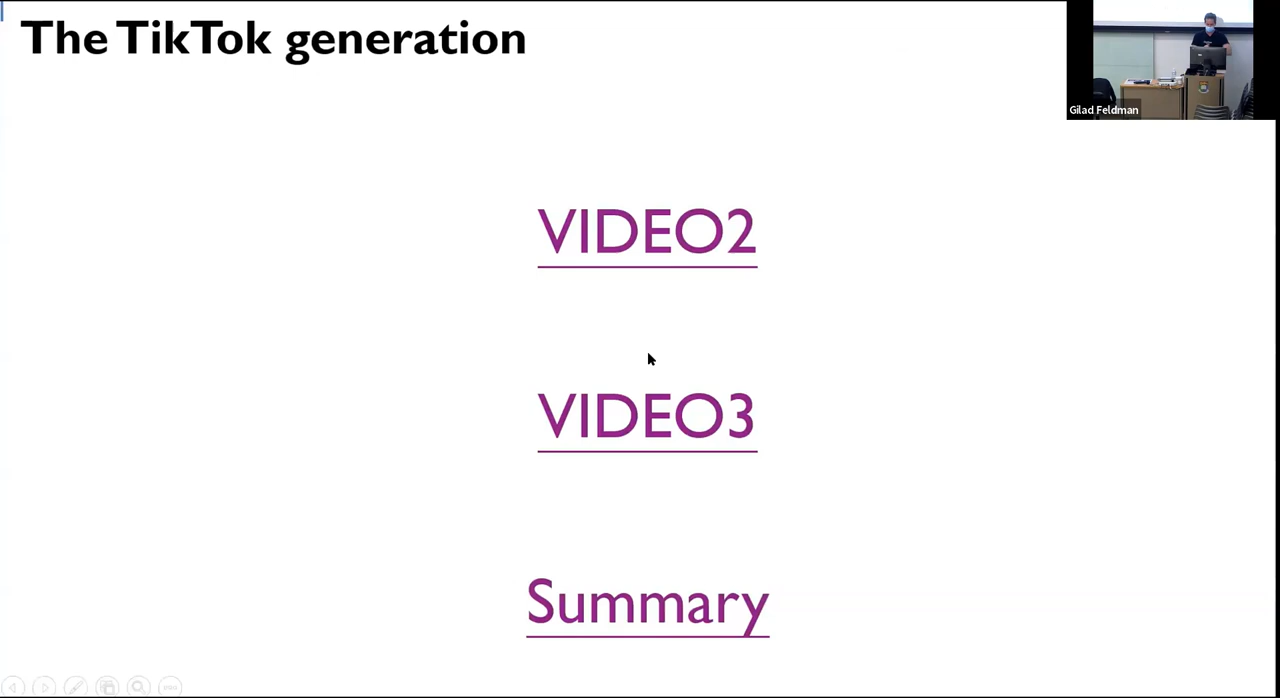 The TikTok generation
Gilad Feldman
VIDEO2
VIDEO3
Summary